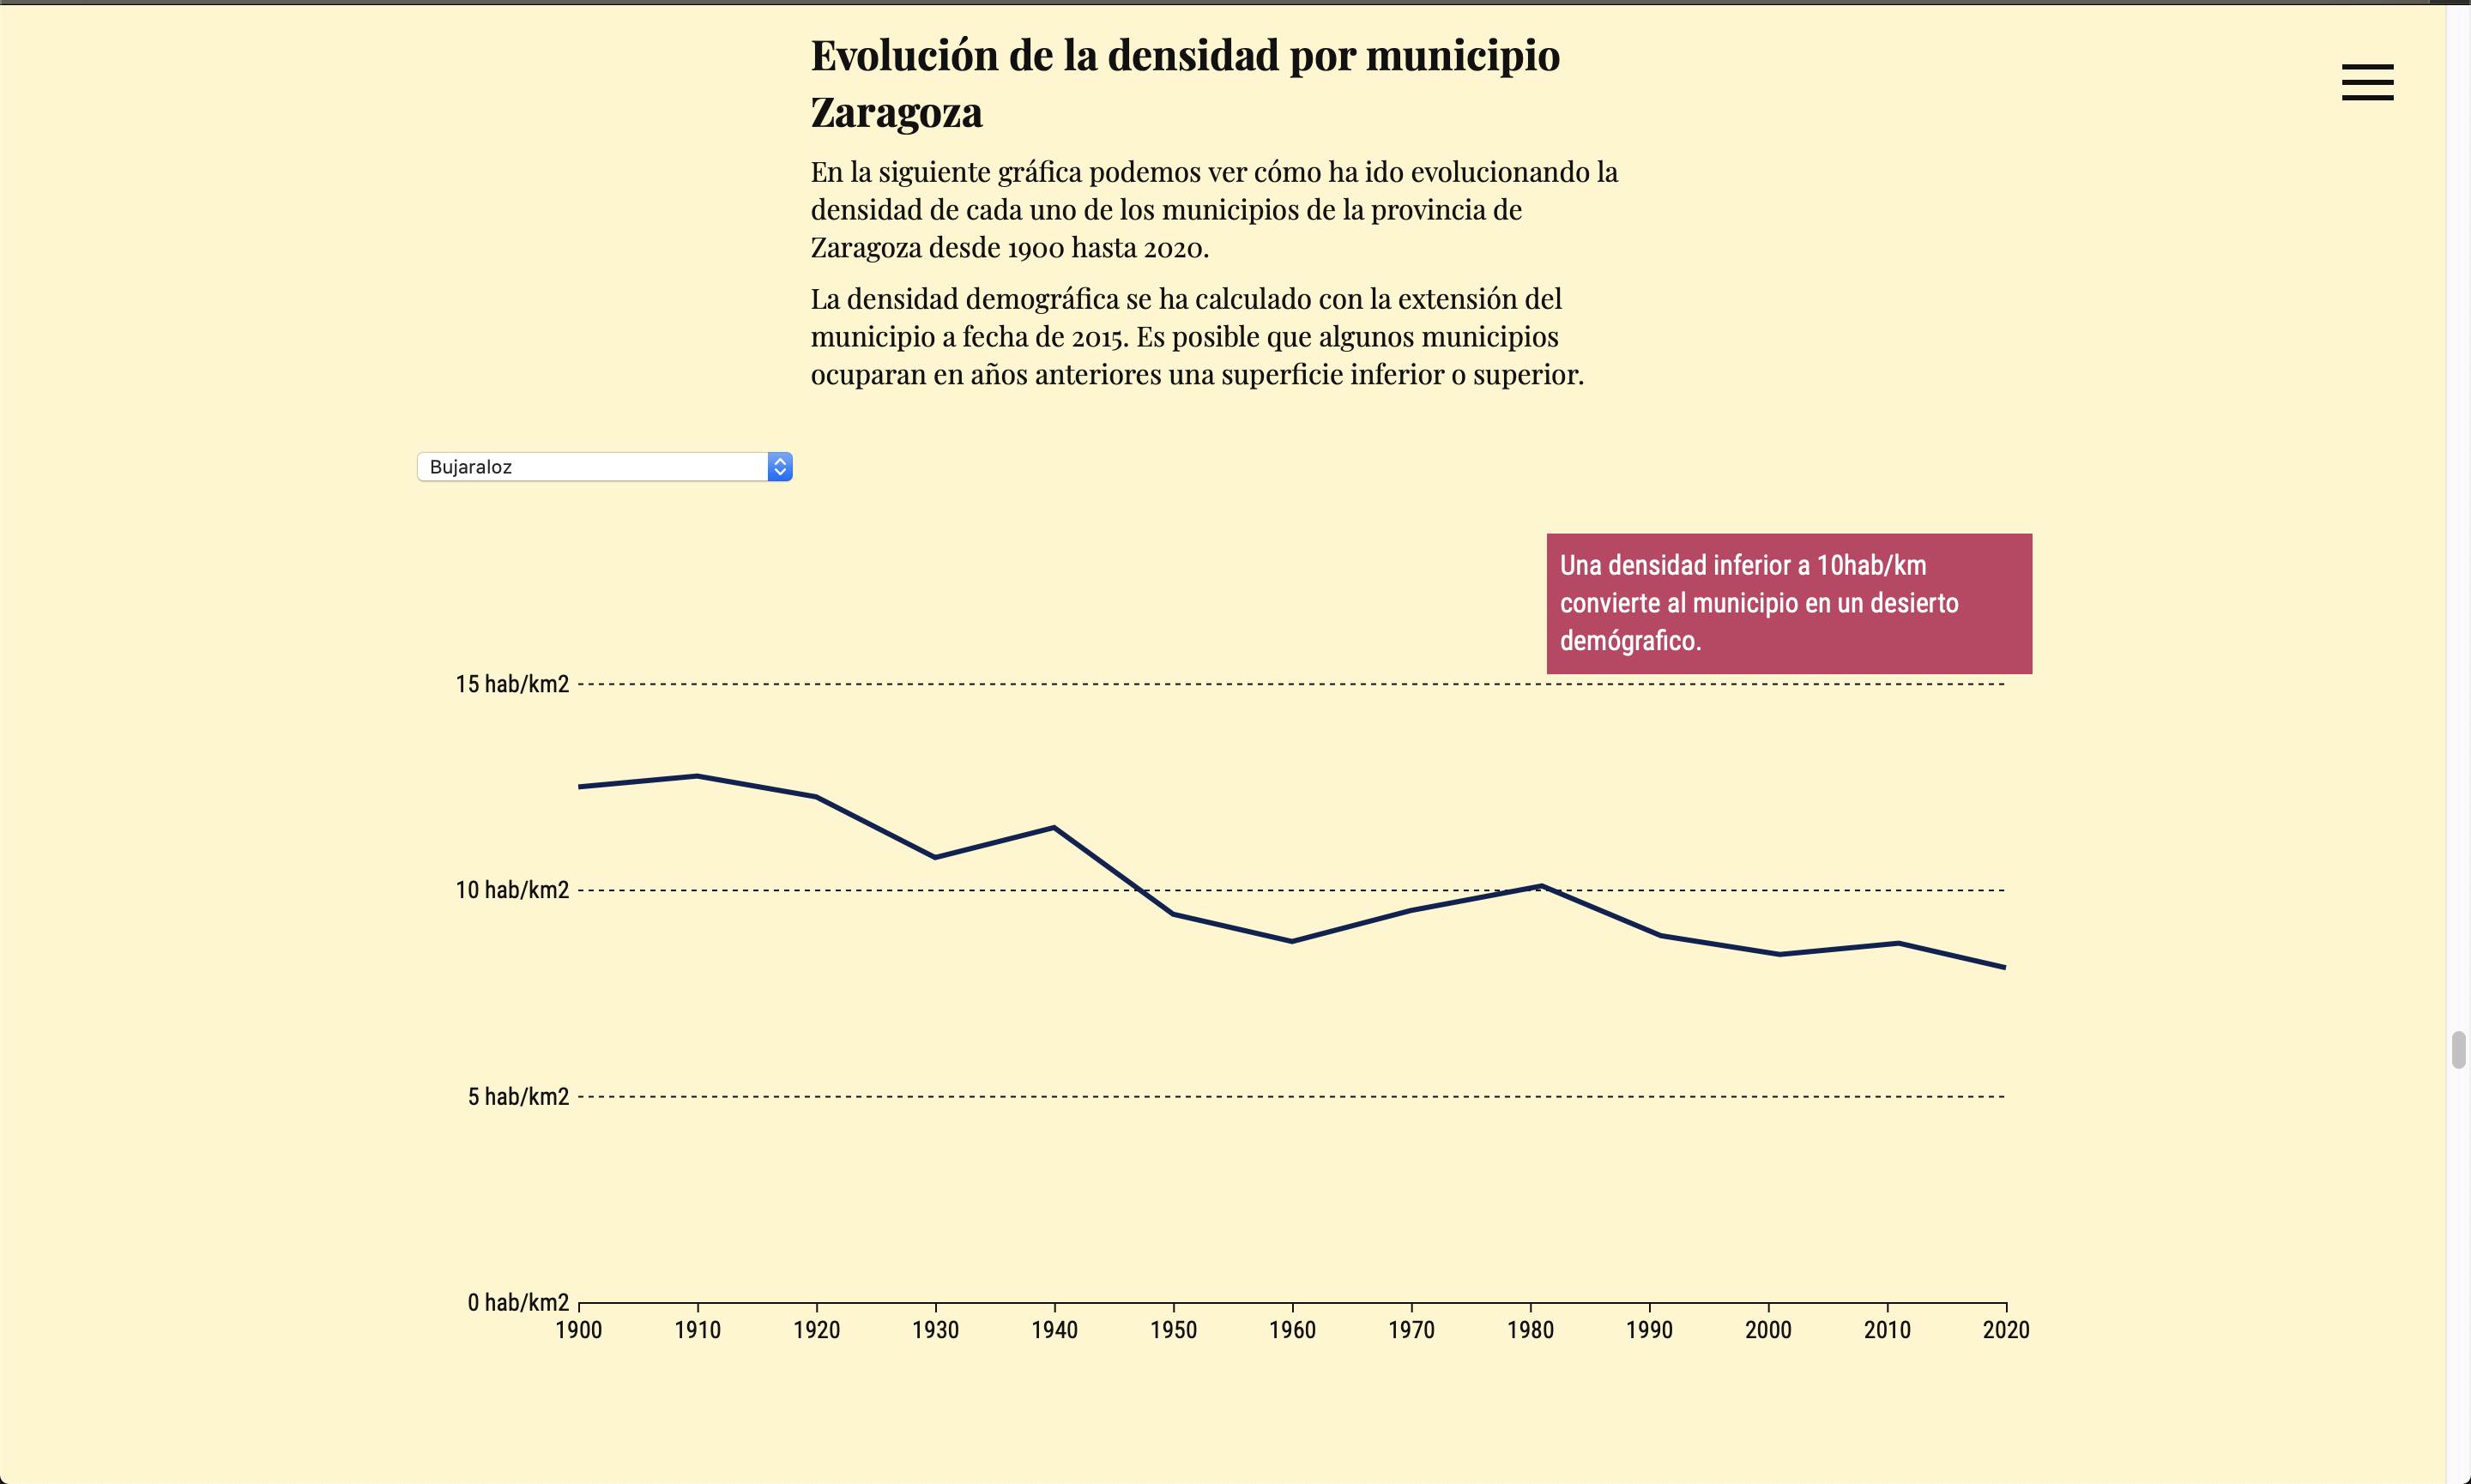 Evolución de la densidad por municipio
Zaragoza
En la siguiente gráfica podemos ver cómo ha ido evolucionando la
densidad de cada uno de los municipios de la provincia de
Zaragoza desde 1900 hasta 2020.
La densidad demográfica se ha calculado con la extensión del
municipio a fecha de 2015. Es posible que algunos municipios
ocuparan en años anteriores una superficie inferior o superior.
Bujaraloz
Una densidad inferior a 10hab/km
convierte al municipio en un desierto
demógrafico.
15 hab/km2
10 hab/km2
5 hab/km2
0 hab/km2
1900 1910 1920 1930 1940 1950 1960 1970 1980 1990 2000 2010 2020